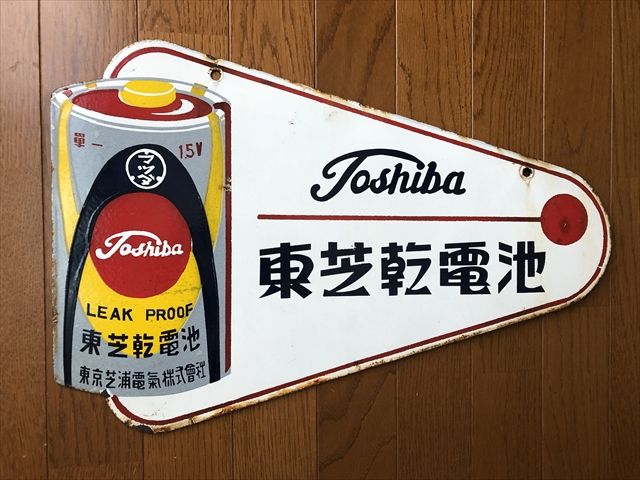 單一 1.5V
マツダ
Toshiba
LEAK PROOF
東芝乾電池
東京芝浦電氣株式會社
Toshiba
東芝乾電池